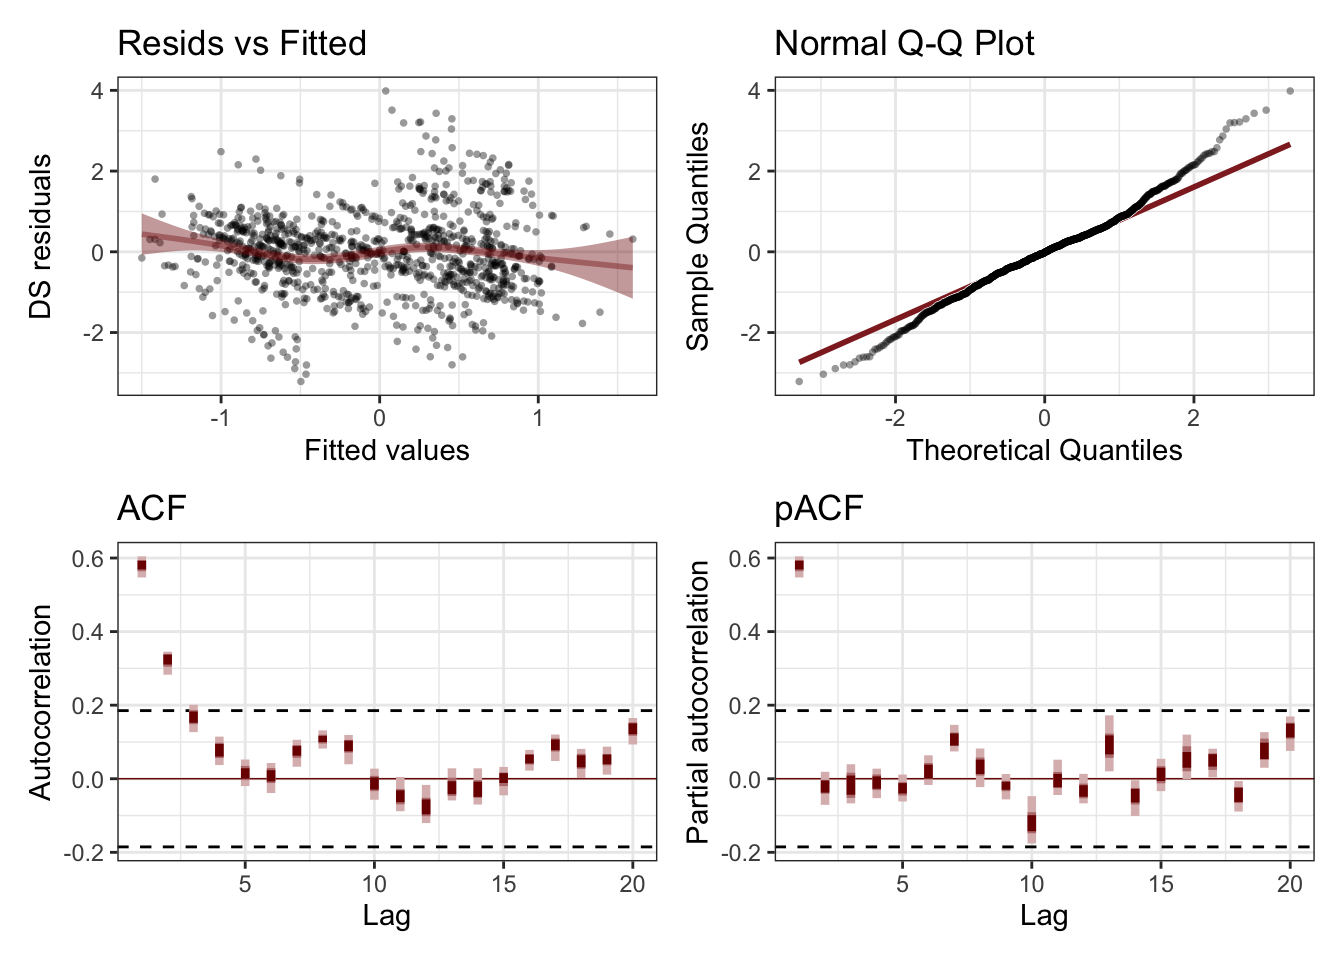 Resids vs Fitted
4
2
0
-2
DS residuals
-1
0
1
Fitted values
Normal Q-Q Plot
4
2
0
-2
Sample Quantiles
-2
0
2
Theoretical Quantiles
ACF
0.6
0.4
0.2
0.0
-0.2
Autocorrelation
5
10
15
20
Lag
pACF
0.6
0.4
0.2
0.0
-0.2
Partial autocorrelation
5
10
15
20
Lag